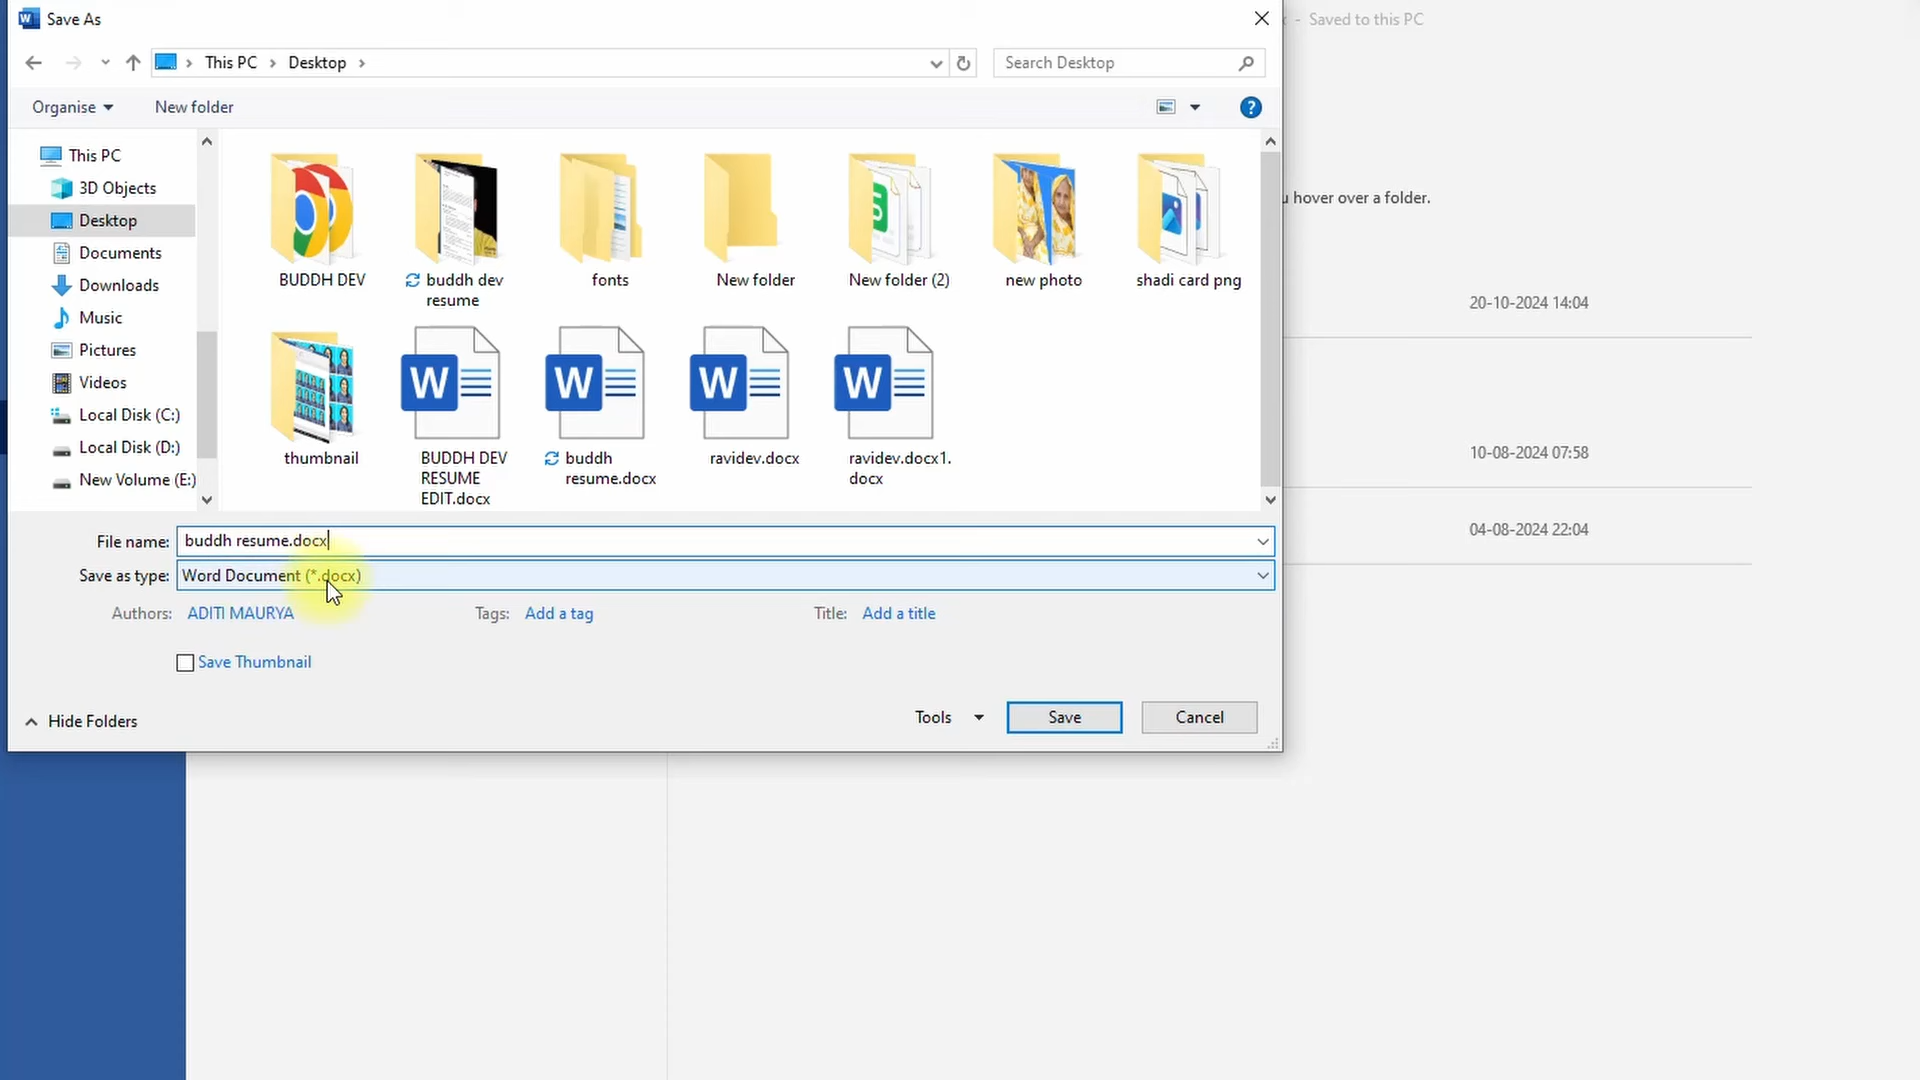 Save As
x - Saved to this PC
This PC
Desktop
Search Desktop
Organise
New folder
This PC
3D Objects
Desktop
Documents
Downloads
Music
Pictures
Videos
Local Disk (C:)
Local Disk (D:)
New Volume (E:)
BUDDH DEV
buddh dev
resume
fonts
New folder
New folder (2)
new photo
shadi card png
thumbnail
BUDDH DEV
RESUME
EDIT.docx
buddh
resume.docx
ravidev.docx
ravidev.docx1.
docx
u hover over a folder.
20-10-2024 14:04
10-08-2024 07:58
04-08-2024 22:04
File name: buddh resume.docx
Save as type: Word Document (*.docx)
Authors: ADITI MAURYA Tags: Add a tag Title: Add a title
Save Thumbnail
Hide Folders
Tools Save Cancel